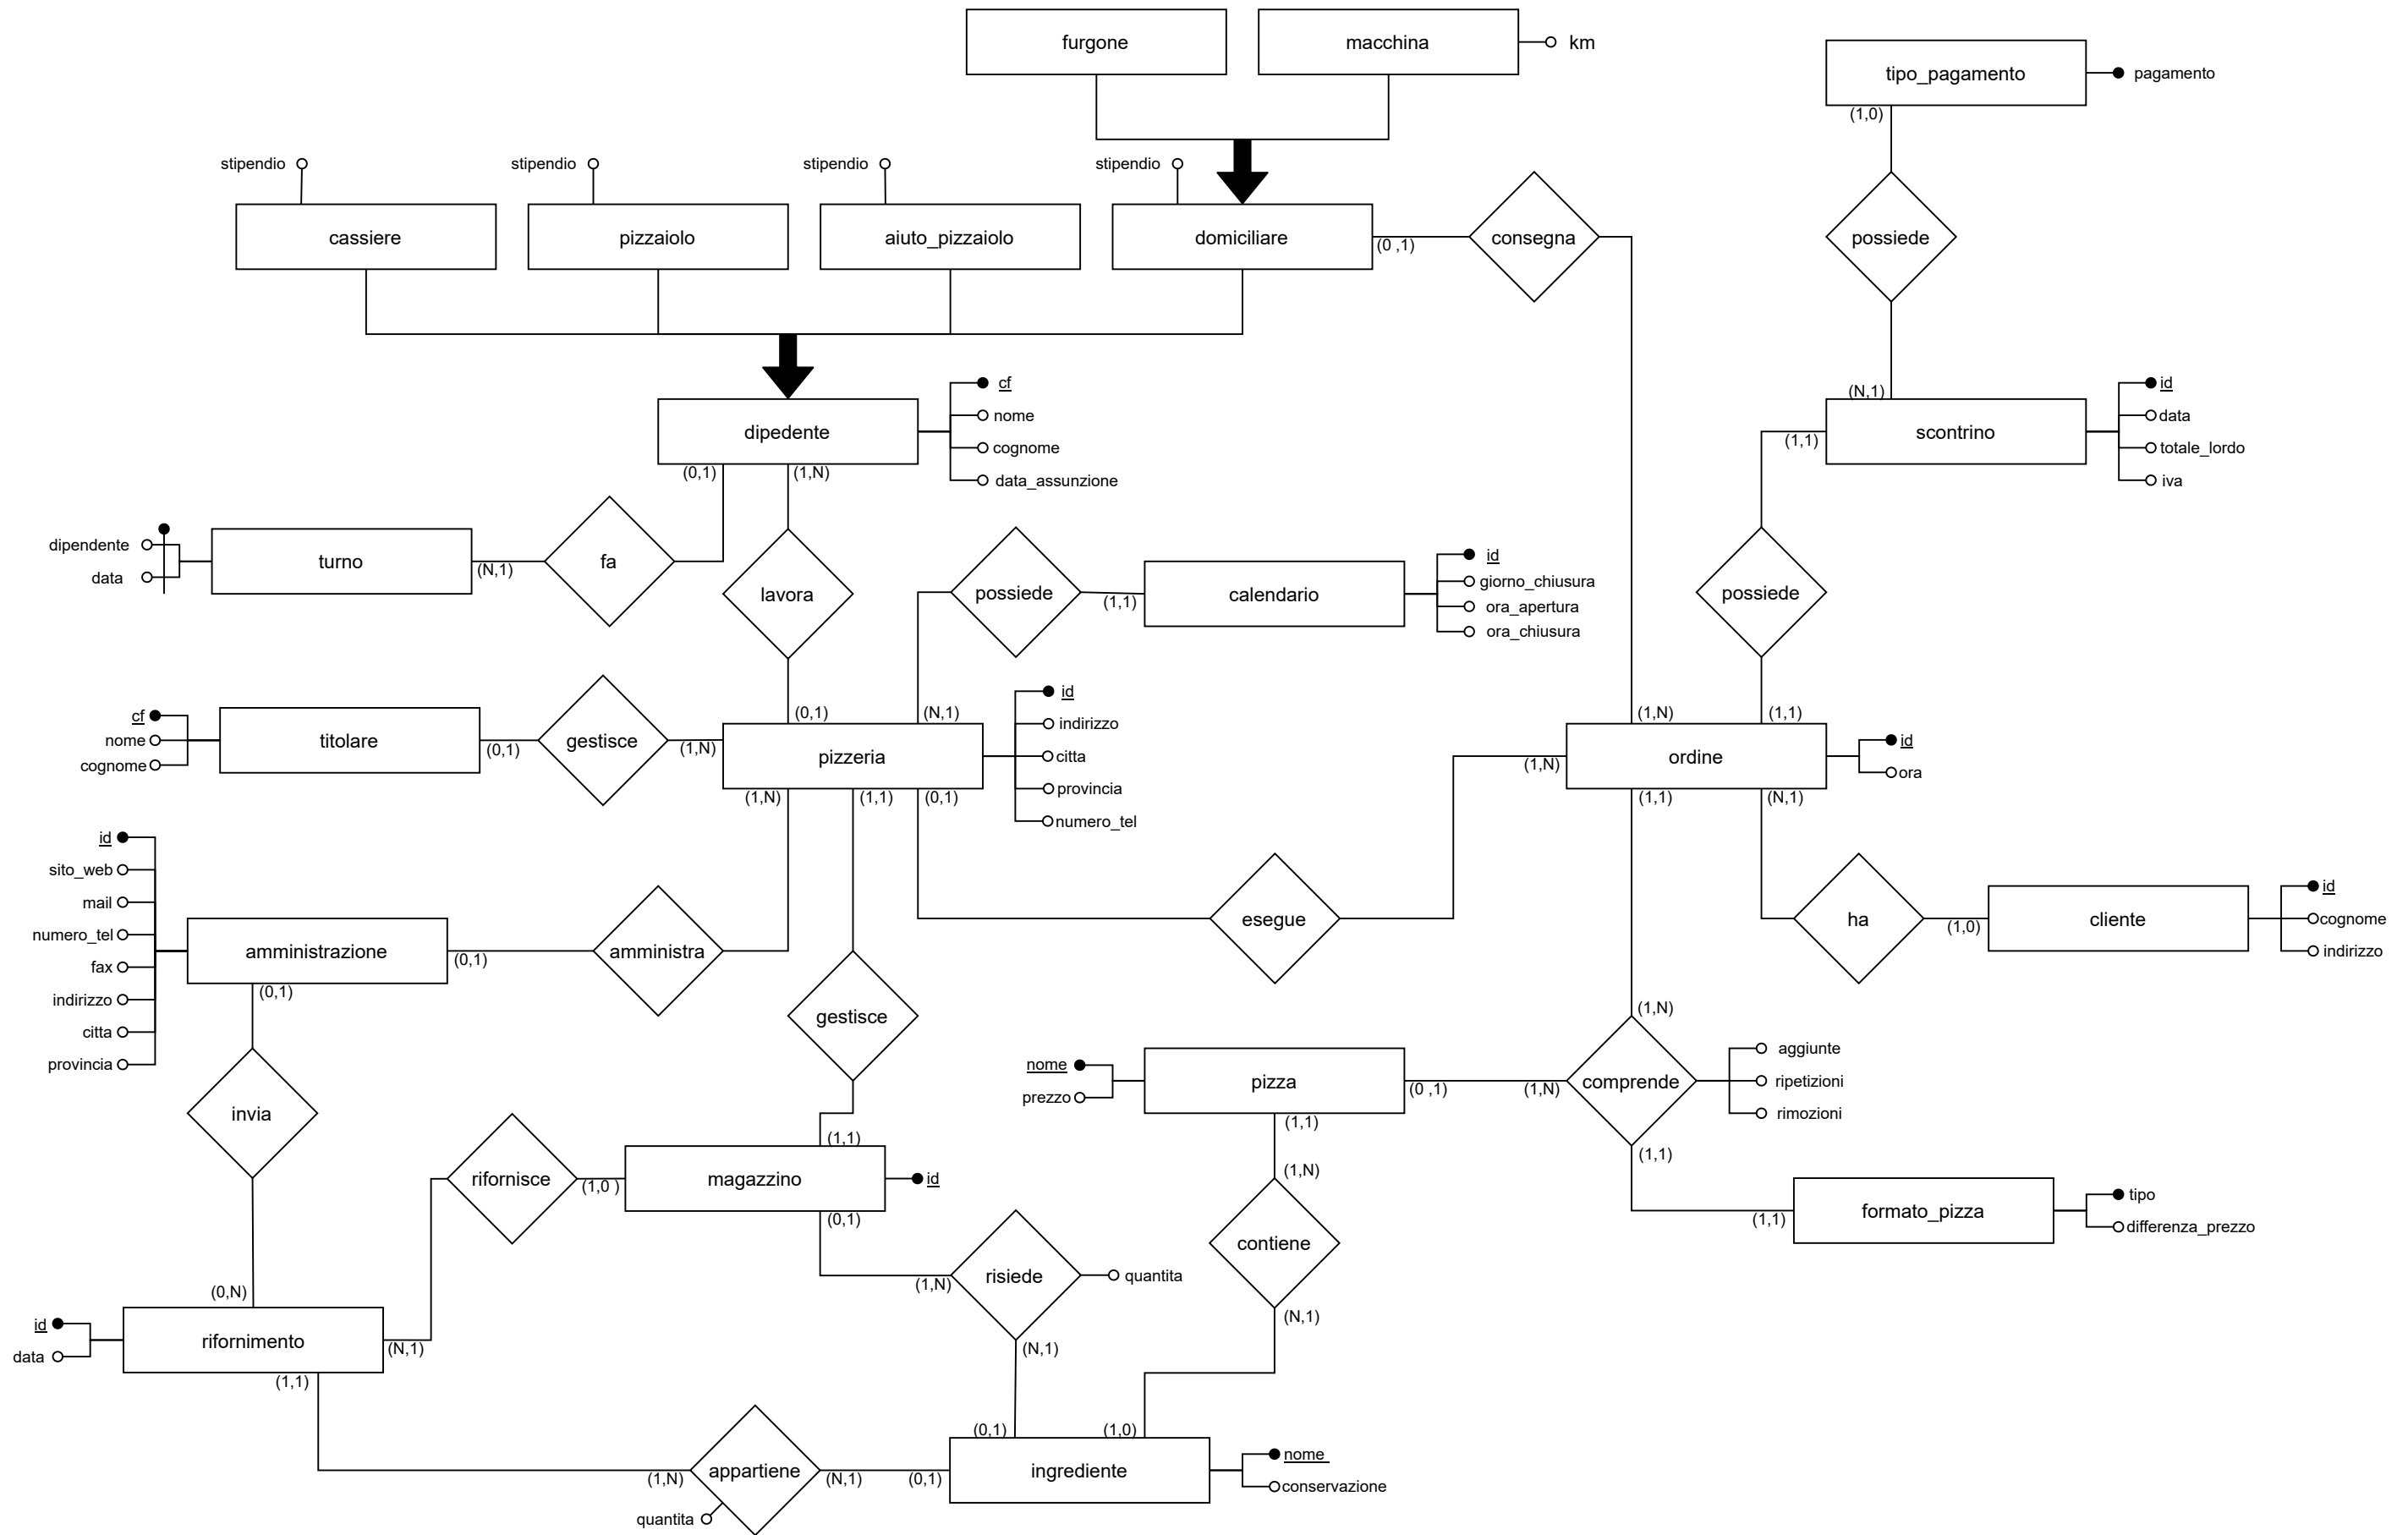 furgone
macchina
km
tipo_pagamento
pagamento
(1,0)
stipendio
stipendio
stipendio
stipendio
cassiere
pizzaiolo
aiuto_pizzaiolo
domiciliare
(0 ,1)
consegna
possiede
dipedente
cf
nome
cognome
data_assunzione
(0,1)
(1,N)
(N,1)
scontrino
(1,1)
id
data
totale_lordo
iva
dipendente
data
turno
(N,1)
fa
lavora
possiede
(1,1)
calendario
id
giorno_chiusura
ora_apertura
ora_chiusura
possiede
cf
nome
cognome
titolare
(0,1)
gestisce
(1,N)
(0,1)
(N,1)
pizzeria
id
indirizzo
citta
provincia
numero_tel
(1,N)
(1,1)
(0,1)
(1,N)
(1,1)
(1,N)
ordine
id
ora
(1,1)
(N,1)
id
sito_web
mail
numero_tel
fax
indirizzo
citta
provincia
amministrazione
(0,1)
(0,1)
amministra
gestisce
esegue
ha
(1,0)
cliente
id
cognome
indirizzo
invia
(0,N)
rifornisce
(1,0 )
(1,1)
magazzino
id
(0,1)
nome
prezzo
pizza
(0 ,1)
(1,N)
(1,N)
comprende
aggiunte
ripetizioni
rimozioni
(1,1)
(1,1)
(1,N)
contiene
(N,1)
(1,1)
formato_pizza
tipo
differenza_prezzo
(1,N)
risiede
quantita
(N,1)
id
data
rifornimento
(N,1)
(1,1)
(1,N)
appartiene
quantita
(N,1)
(0,1)
(0,1)
(1,0)
ingrediente
nome
conservazione